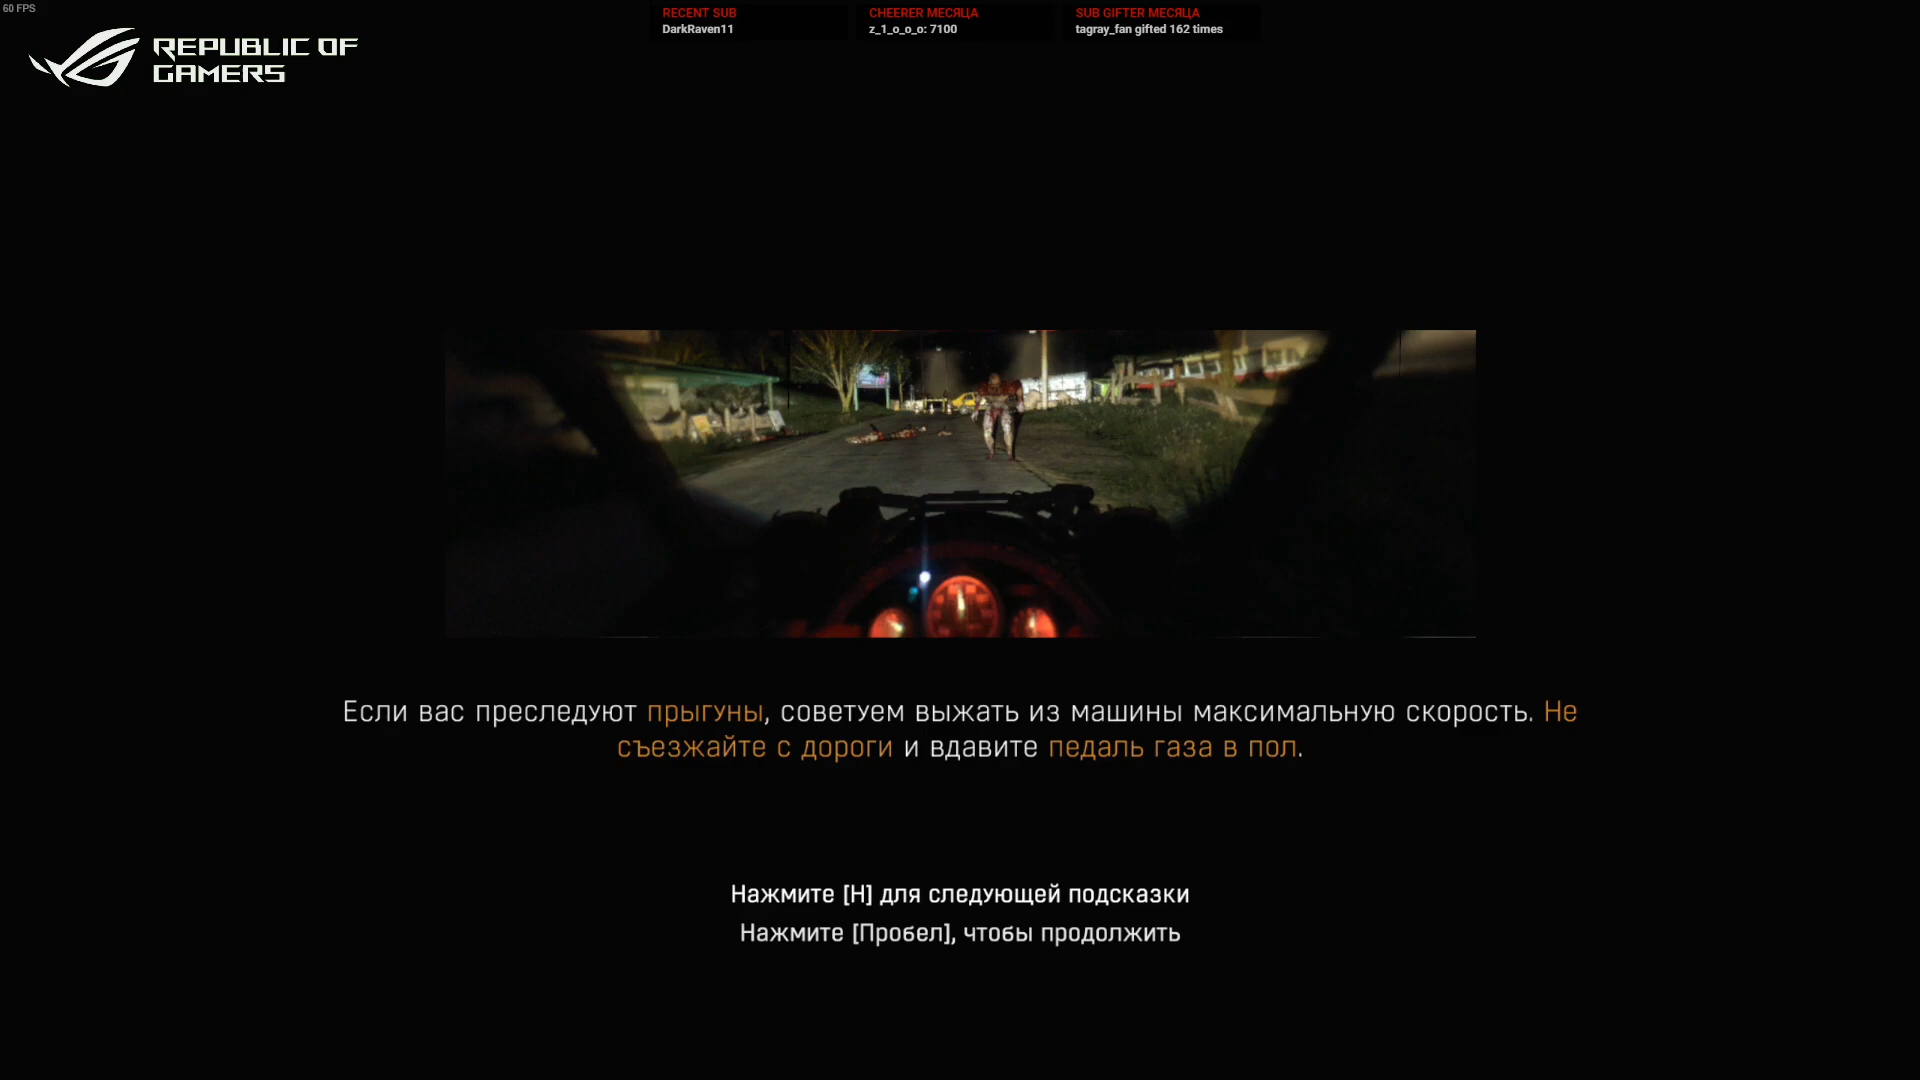 60 FPS
REPUBLIC OF
GAMERS
RECENT SUB
DarkRaven11
CHEERER МЕСЯЦА
z_1_o_o_o: 7100
SUB GIFTER МЕСЯЦА
tagray_fan gifted 162 times
Если вас преследуют прыгуны, советуем выжать из машины максимальную скорость. Не
съезжайте с дороги и вдавите педаль газа в пол.
Нажмите [H] для следующей подсказки
Нажмите [Пробел], чтобы продолжить